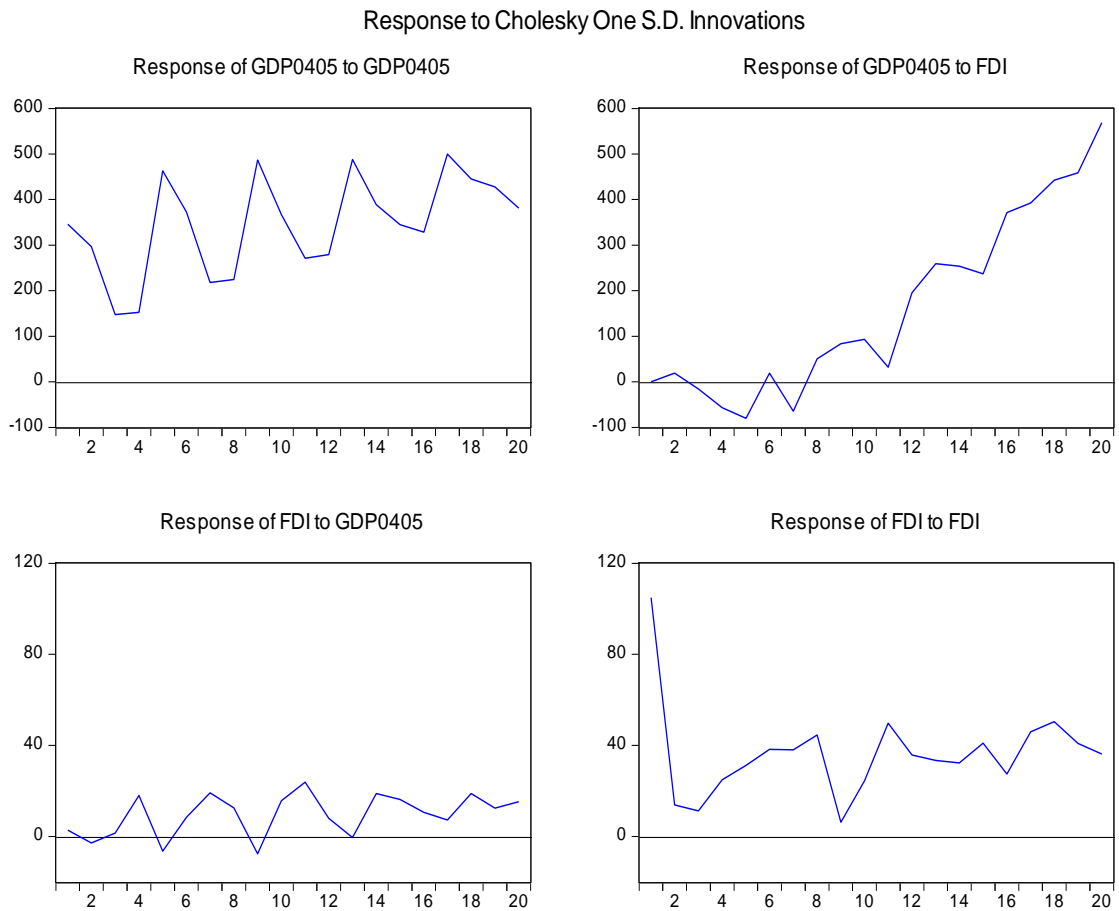 Response to Cholesky One S.D. Innovations
Response of GDP0405 to GDP0405
600
500
400
300
200
100
0
-100
2 4 6 8 10 12 14 16 18 20
Response of GDP0405 to FDI
600
500
400
300
200
100
0
-100
2 4 6 8 10 12 14 16 18 20
Response of FDI to GDP0405
120
80
40
0
2 4 6 8 10 12 14 16 18 20
Response of FDI to FDI
120
80
40
0
2 4 6 8 10 12 14 16 18 20